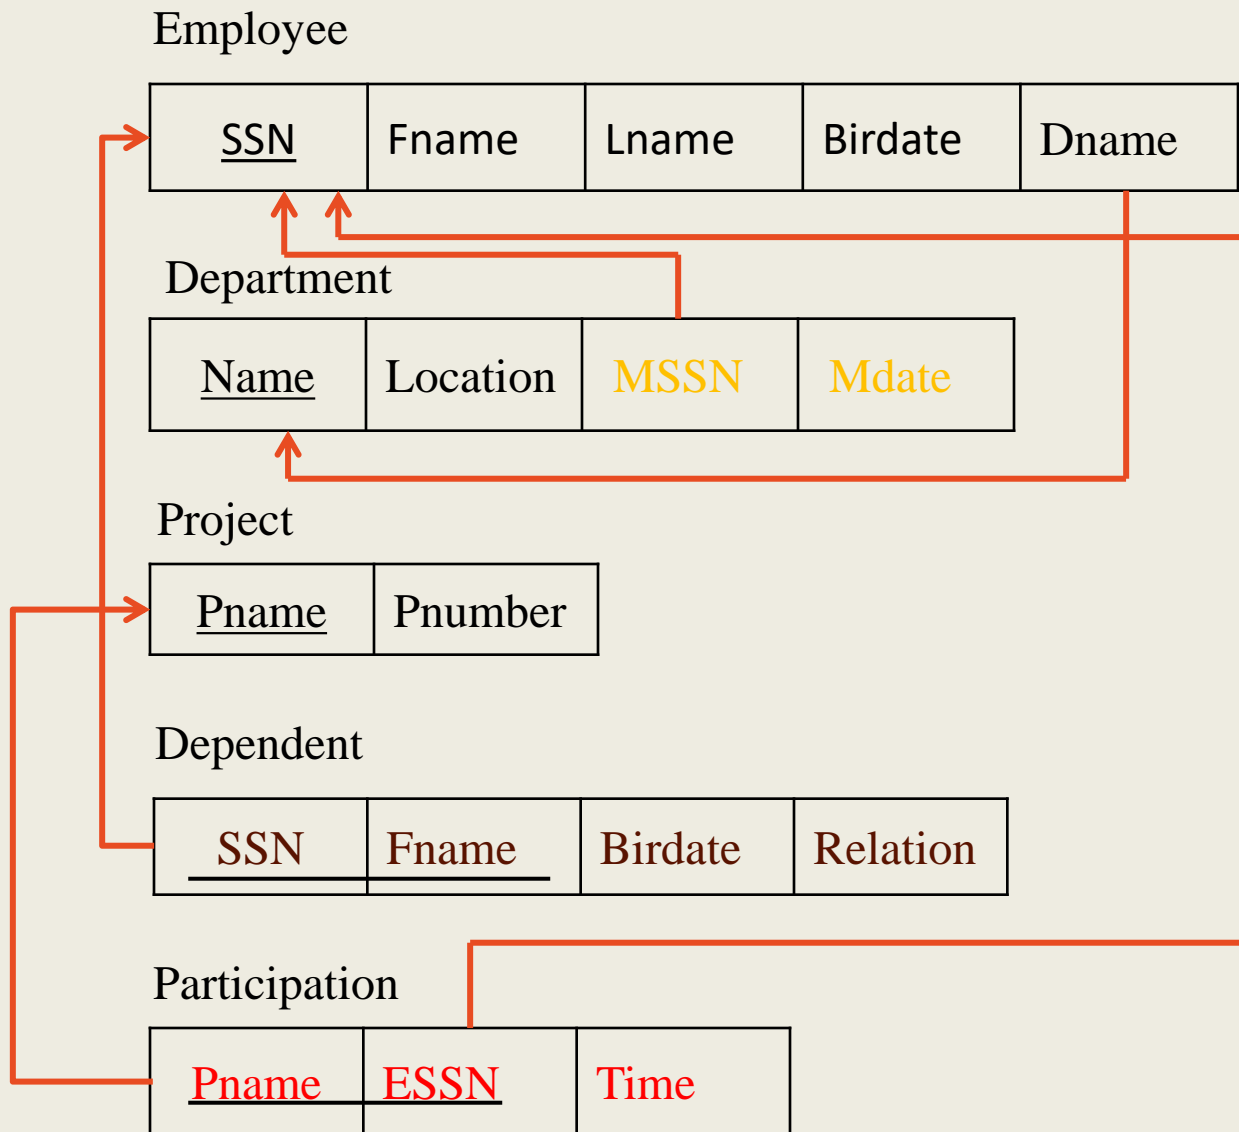 Employee
SSN Fname Lname Birdate Dname
Department
Name Location MSSN Mdate
Project
Pname Pnumber
Dependent
SSN Fname Birdate Relation
Participation
Pname ESSN Time